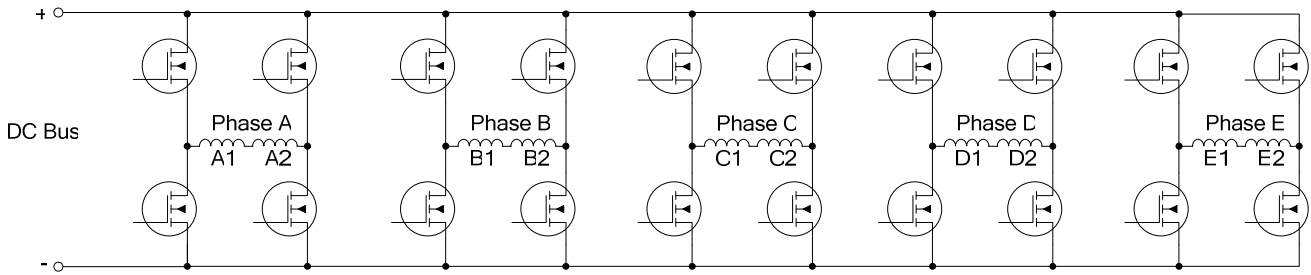 +
DC Bus
-
Phase A
A1 A2
Phase B
B1 B2
Phase C
C1 C2
Phase D
D1 D2
Phase E
E1 E2